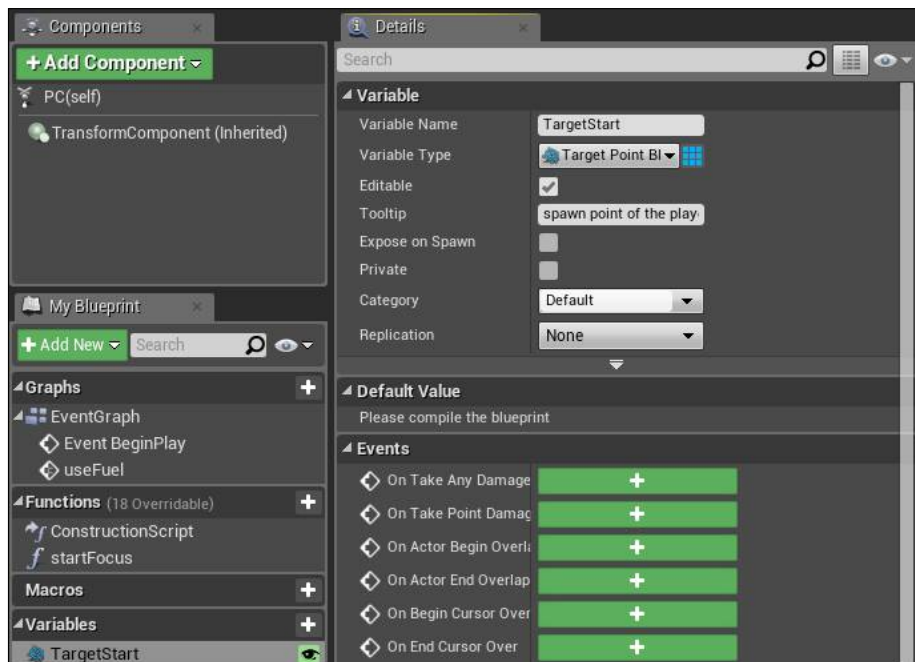 Components
+ Add Component
PC(self)
TransformComponent (Inherited)
My Blueprint
+ Add New
Search
Graphs
EventGraph
Event BeginPlay
useFuel
Functions (18 Overridable)
ConstructionScript
startFocus
Macros
Variables
TargetStart
Details
Search
Variable
Variable Name TargetStart
Variable Type Target Point Bl
Editable
Tooltip spawn point of the play
Expose on Spawn
Private
Category Default
Replication None
Default Value
Please compile the blueprint
Events
On Take Any Damage
On Take Point Damag
On Actor Begin Overla
On Actor End Overlap
On Begin Cursor Over
On End Cursor Over